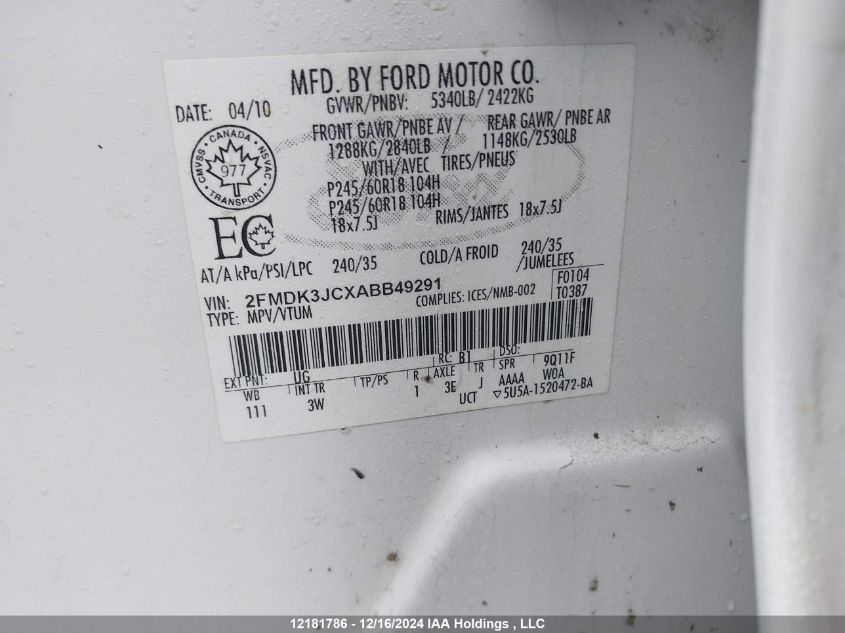 MFD. BY FORD MOTOR CO.
DATE: 04/10 GVWR/PNBV: 5340LB/ 2422KG
FRONT GAWR/PNBE AV / REAR GAWR/ PNBE AR
1288KG/2840LB / 1148KG/2530LB
WITH/AVEC TIRES/PNEUS
P245/60R18 104H
P245/60R18 104H
18x7.5J RIMS/JANTES 18x7.5J
CANADA
CMVSS NSVAC
977
TRANSPORT
EC
AT/A kPa/PSI/LPC 240/35 COLD/A FROID 240/35
/JUMELEES
VIN: 2FMDK3JCXABB49291 COMPLIES: ICES/NMB-002 F0104
TYPE: MPV/VTUM T0387
EXT PNT: UG RC: B1 DSO:
WB INT TR TP/PS R AXLE TR SPR 9Q11F
111 3W 1 3E J AAAA W0A
UCT ▽5U5A-1520472-BA
12181786 - 12/16/2024 IAA Holdings , LLC